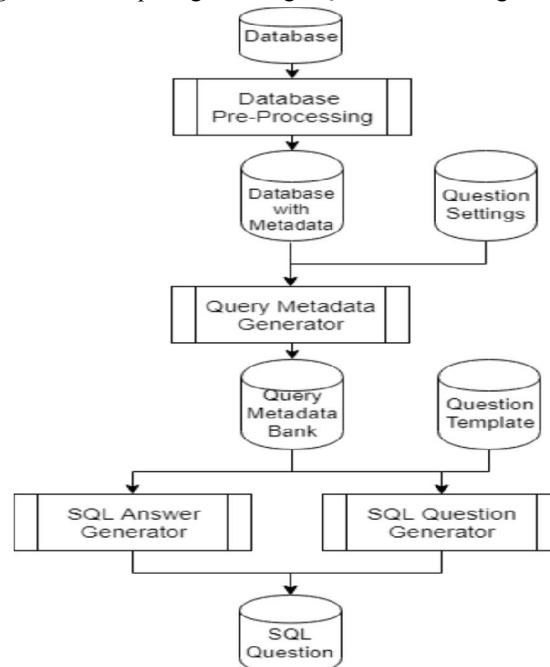 Database
Database
Pre-Processing
Database
with
Metadata
Question
Settings
Query Metadata
Generator
Query
Metadata
Bank
Question
Template
SQL Answer
Generator
SQL Question
Generator
SQL
Question